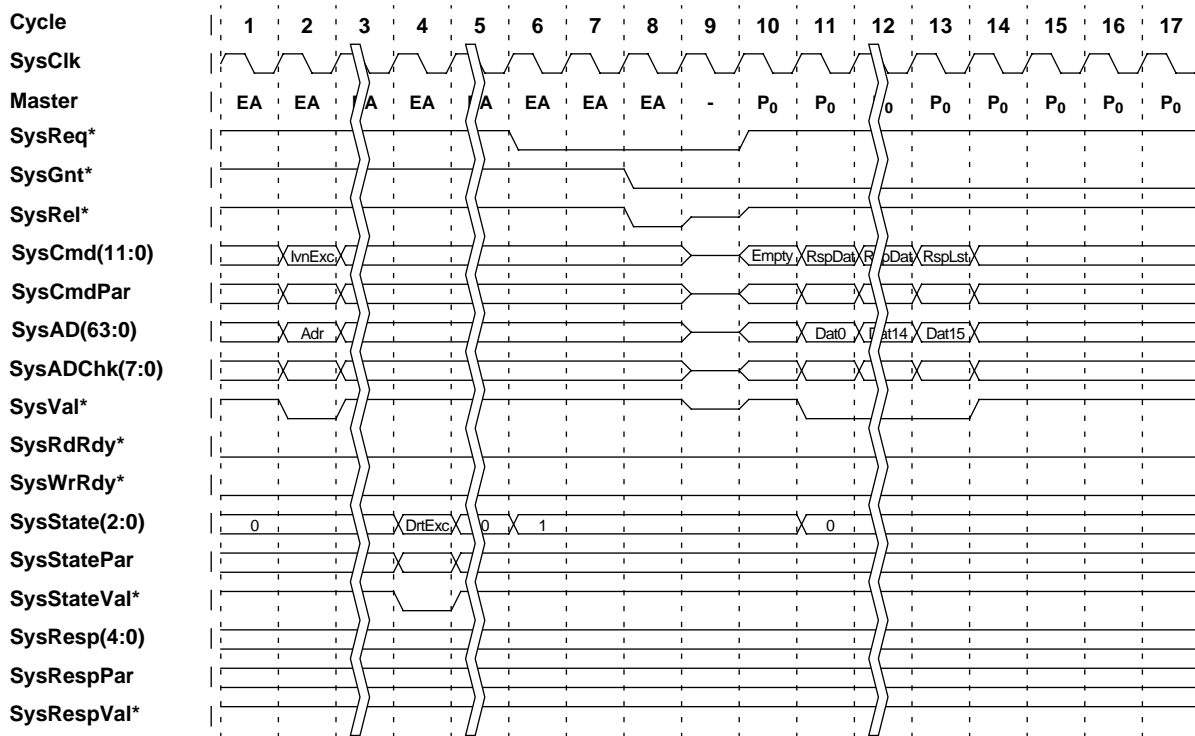 Cycle 1 2 3 4 5 6 7 8 9 10 11 12 13 14 15 16 17
SysClk
Master EA EA EA EA EA EA EA - P0 P0 P0 P0 P0 P0 P0
SysReq*
SysGnt*
SysRel*
SysCmd(11:0) IvnExc Empty RspDat RspDat RspLst
SysCmdPar
SysAD(63:0) Adr Dat0 Dat14 Dat15
SysADChk(7:0)
SysVal*
SysRdRdy*
SysWrRdy*
SysState(2:0) 0 DrtExc 0 1 0
SysStatePar
SysStateVal*
SysResp(4:0)
SysRespPar
SysRespVal*